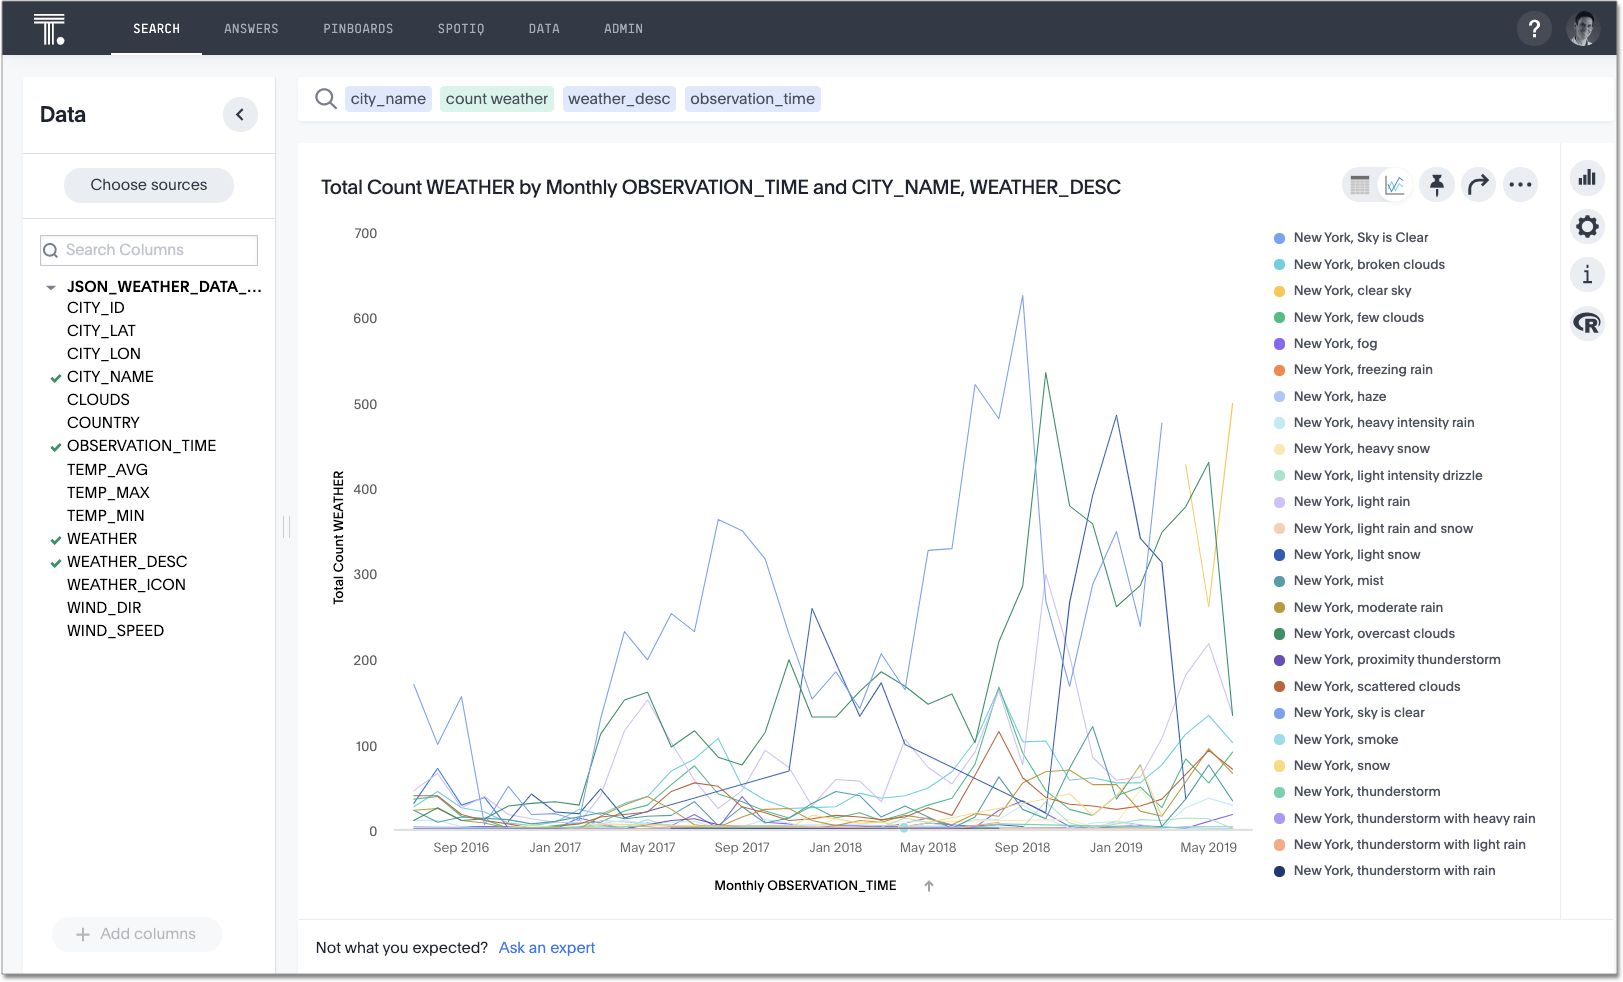 T.
SEARCH
ANSWERS
PINBOARDS
SPOTIQ
DATA
ADMIN
?
Data
Choose sources
Search Columns
JSON_WEATHER_DATA_...
CITY_ID
CITY_LAT
CITY_LON
CITY_NAME
CLOUDS
COUNTRY
OBSERVATION_TIME
TEMP_AVG
TEMP_MAX
TEMP_MIN
WEATHER
WEATHER_DESC
WEATHER_ICON
WIND_DIR
WIND_SPEED
+ Add columns
city_name
count weather
weather_desc
observation_time
Total Count WEATHER by Monthly OBSERVATION_TIME and CITY_NAME, WEATHER_DESC
Total Count WEATHER
700
600
500
400
300
200
100
0
Sep 2016
Jan 2017
May 2017
Sep 2017
Jan 2018
May 2018
Sep 2018
Jan 2019
May 2019
Monthly OBSERVATION_TIME
New York, Sky is Clear
New York, broken clouds
New York, clear sky
New York, few clouds
New York, fog
New York, freezing rain
New York, haze
New York, heavy intensity rain
New York, heavy snow
New York, light intensity drizzle
New York, light rain
New York, light rain and snow
New York, light snow
New York, mist
New York, moderate rain
New York, overcast clouds
New York, proximity thunderstorm
New York, scattered clouds
New York, sky is clear
New York, smoke
New York, snow
New York, thunderstorm
New York, thunderstorm with heavy rain
New York, thunderstorm with light rain
New York, thunderstorm with rain
i
R
Not what you expected? Ask an expert